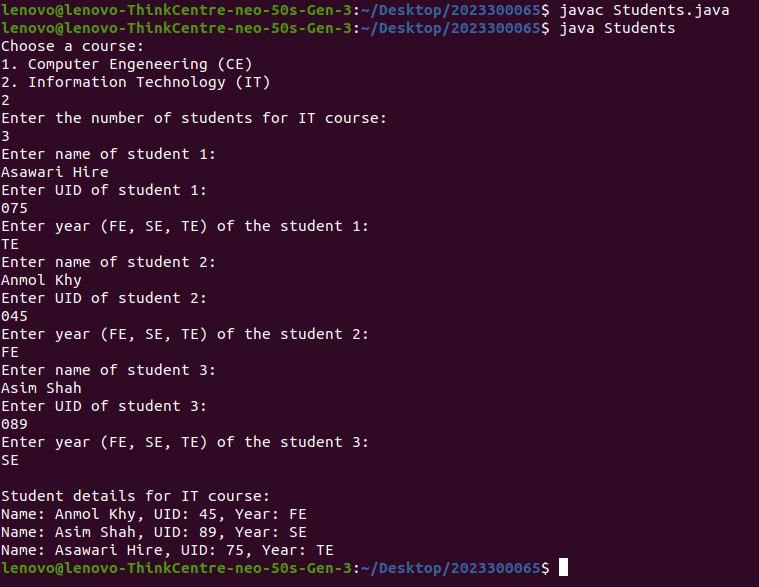 lenovo@lenovo-ThinkCentre-neo-50s-Gen-3:~/Desktop/2023300065$ javac Students.java
lenovo@lenovo-ThinkCentre-neo-50s-Gen-3:~/Desktop/2023300065$ java Students
Choose a course:
1. Computer Engeneering (CE)
2. Information Technology (IT)
2
Enter the number of students for IT course:
3
Enter name of student 1:
Asawari Hire
Enter UID of student 1:
075
Enter year (FE, SE, TE) of the student 1:
TE
Enter name of student 2:
Anmol Khy
Enter UID of student 2:
045
Enter year (FE, SE, TE) of the student 2:
FE
Enter name of student 3:
Asim Shah
Enter UID of student 3:
089
Enter year (FE, SE, TE) of the student 3:
SE

Student details for IT course:
Name: Anmol Khy, UID: 45, Year: FE
Name: Asim Shah, UID: 89, Year: SE
Name: Asawari Hire, UID: 75, Year: TE
lenovo@lenovo-ThinkCentre-neo-50s-Gen-3:~/Desktop/2023300065$